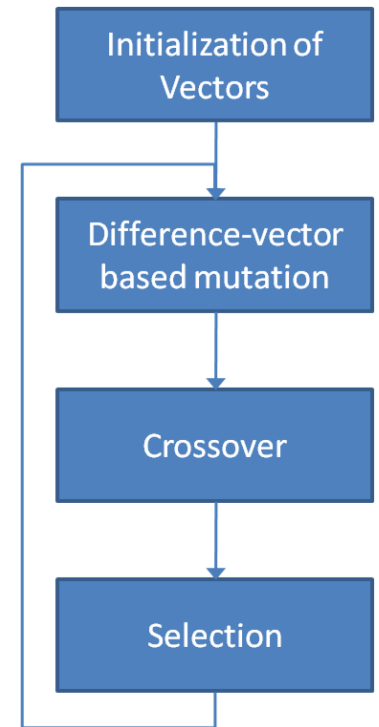 Initialization of
Vectors
Difference-vector
based mutation
Crossover
Selection